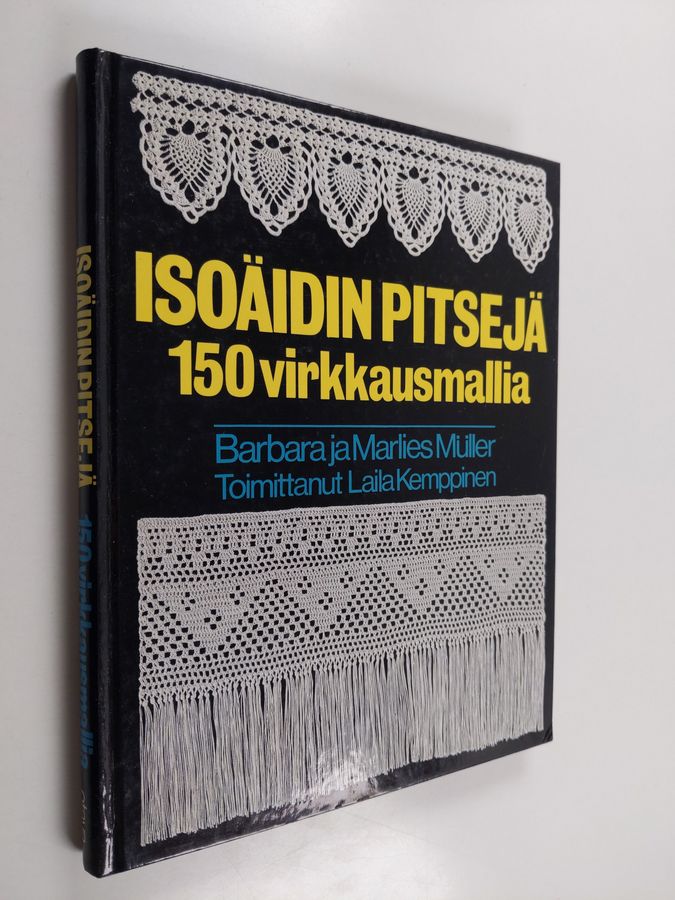 ISOÄIDIN PITSEJÄ
150 virkkausmallia
Barbara ja Marlies Müller
Toimittanut Laila Kemppinen
ISOÄIDIN PITSEJÄ 150 virkkausmallia